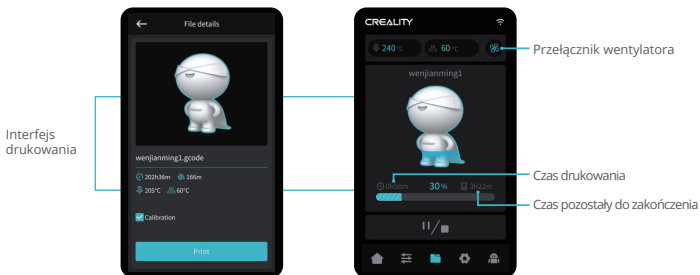 Interfejs
drukowania
File details
wenjianming1.gcode
202h36m 166m
205°C 60°C
Calibration
Print
CREALITY
240 °C 60 °C
wenjianming1
0h58m 30% 3h22m
Przełącznik wentylatora
Czas drukowania
Czas pozostały do zakończenia